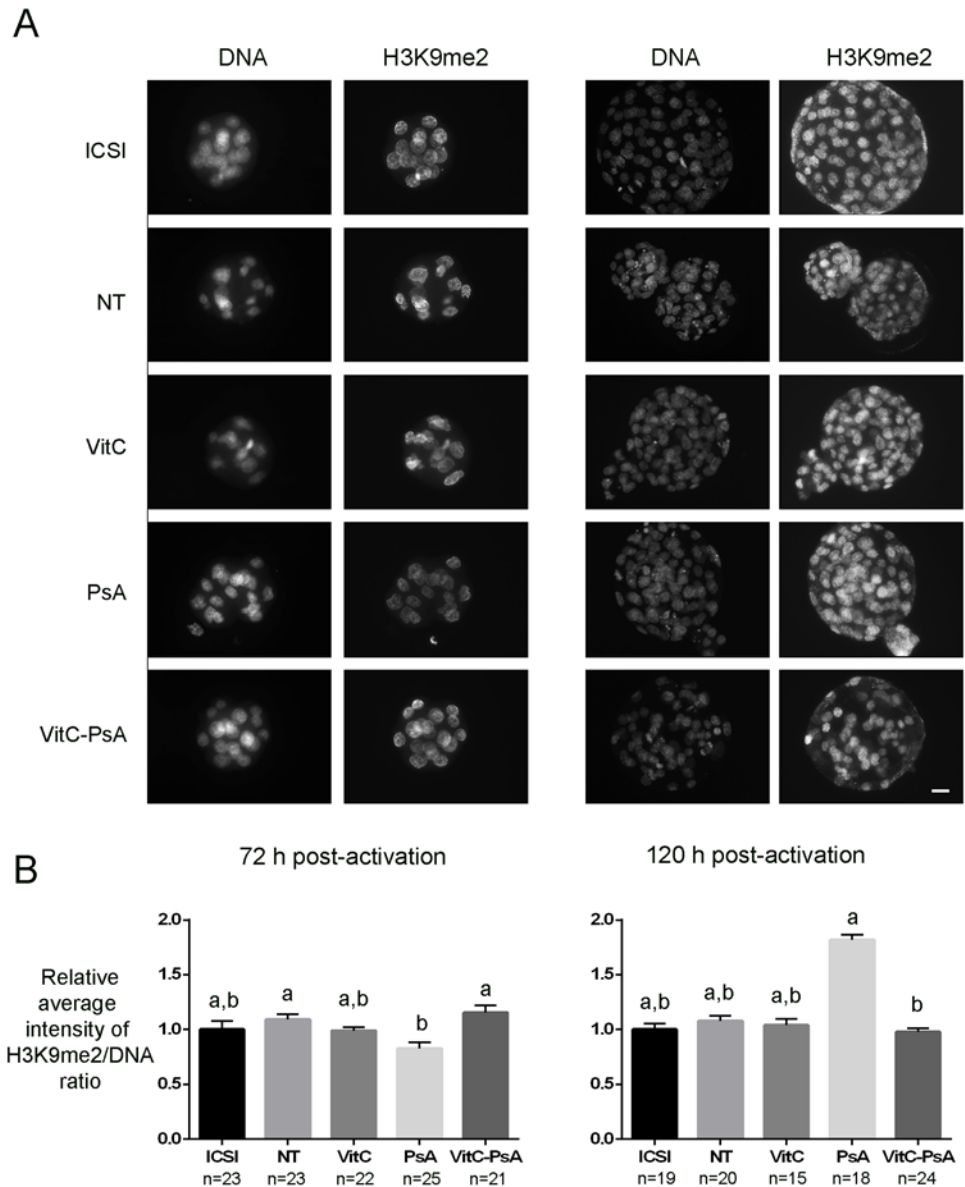 A
DNA H3K9me2 DNA H3K9me2
ICSI
NT
VitC
PsA
VitC-PsA
B
72 h post-activation 120 h post-activation
Relative
average
intensity of
H3K9me2/DNA
ratio
2.0
1.5
1.0
0.5
0.0
a,b a a,b b a
ICSI NT VitC PsA VitC-PsA
n=23 n=23 n=22 n=25 n=21
2.0
1.5
1.0
0.5
0.0
a,b a,b a,b a b
ICSI NT VitC PsA VitC-PsA
n=19 n=20 n=15 n=18 n=24